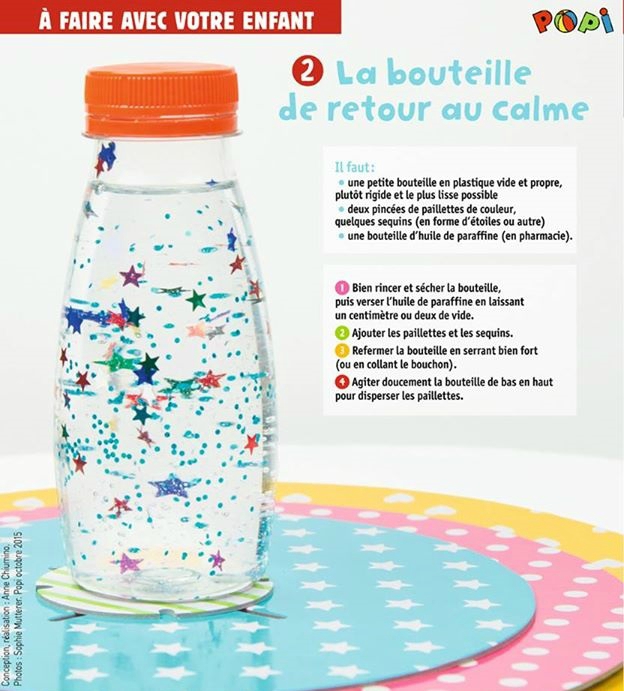 À FAIRE AVEC VOTRE ENFANT
POPi
2 La bouteille
de retour au calme
Il faut :
• une petite bouteille en plastique vide et propre,
plutôt rigide et le plus lisse possible
• deux pincées de paillettes de couleur,
quelques sequins (en forme d'étoiles ou autre)
• une bouteille d'huile de paraffine (en pharmacie).
1 Bien rincer et sécher la bouteille,
puis verser l'huile de paraffine en laissant
un centimètre ou deux de vide.
2 Ajouter les paillettes et les sequins.
3 Refermer la bouteille en serrant bien fort
(ou en collant le bouchon).
4 Agiter doucement la bouteille de bas en haut
pour disperser les paillettes.
Conception, réalisation : Anne Chiumino.
Photos : Sophie Mutterer. Popi octobre 2015